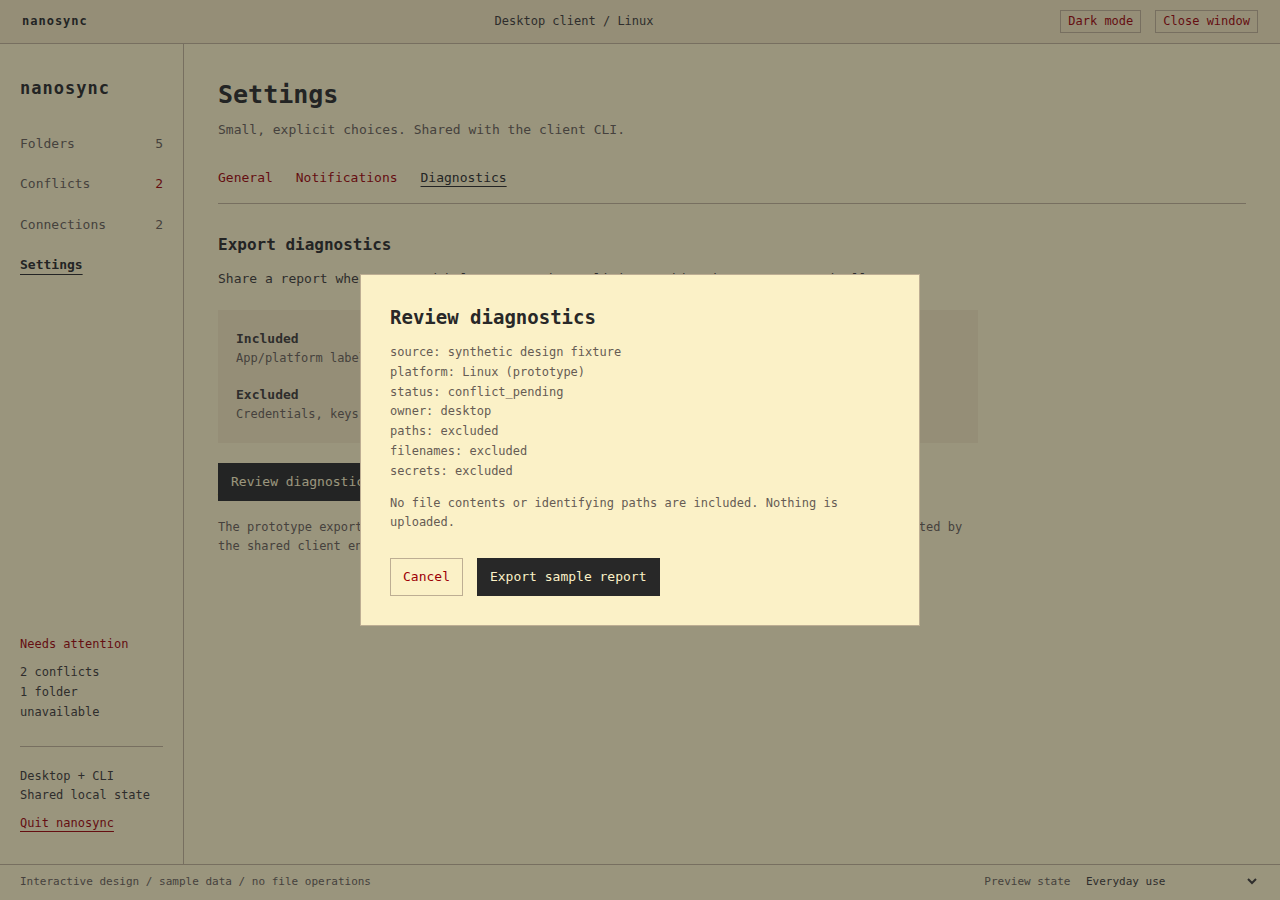 nanosync
Desktop client / Linux
Dark mode
Close window
nanosync
Folders 5
Conflicts 2
Connections 2
Settings
Needs attention
2 conflicts
1 folder
unavailable
Desktop + CLI
Shared local state
Quit nanosync
Settings
Small, explicit choices. Shared with the client CLI.
General Notifications Diagnostics
Export diagnostics
Share a report whe
Included
App/platform labe
Excluded
Credentials, keys
Review diagnostic
The prototype export
ted by
the shared client en
Review diagnostics
source: synthetic design fixture
platform: Linux (prototype)
status: conflict_pending
owner: desktop
paths: excluded
filenames: excluded
secrets: excluded
No file contents or identifying paths are included. Nothing is
uploaded.
Cancel
Export sample report
Interactive design / sample data / no file operations
Preview state Everyday use